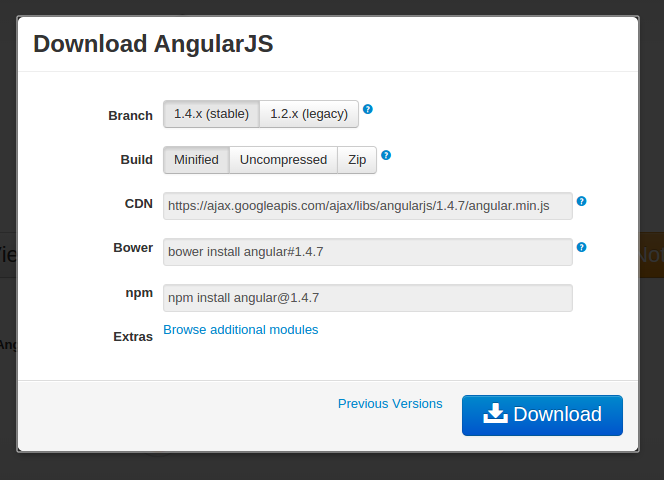 Download AngularJS
Branch 1.4.x (stable) 1.2.x (legacy) ?
Build Minified Uncompressed Zip ?
CDN https://ajax.googleapis.com/ajax/libs/angularjs/1.4.7/angular.min.js ?
Bower bower install angular#1.4.7 ?
npm npm install angular@1.4.7
Extras Browse additional modules
Previous Versions Download